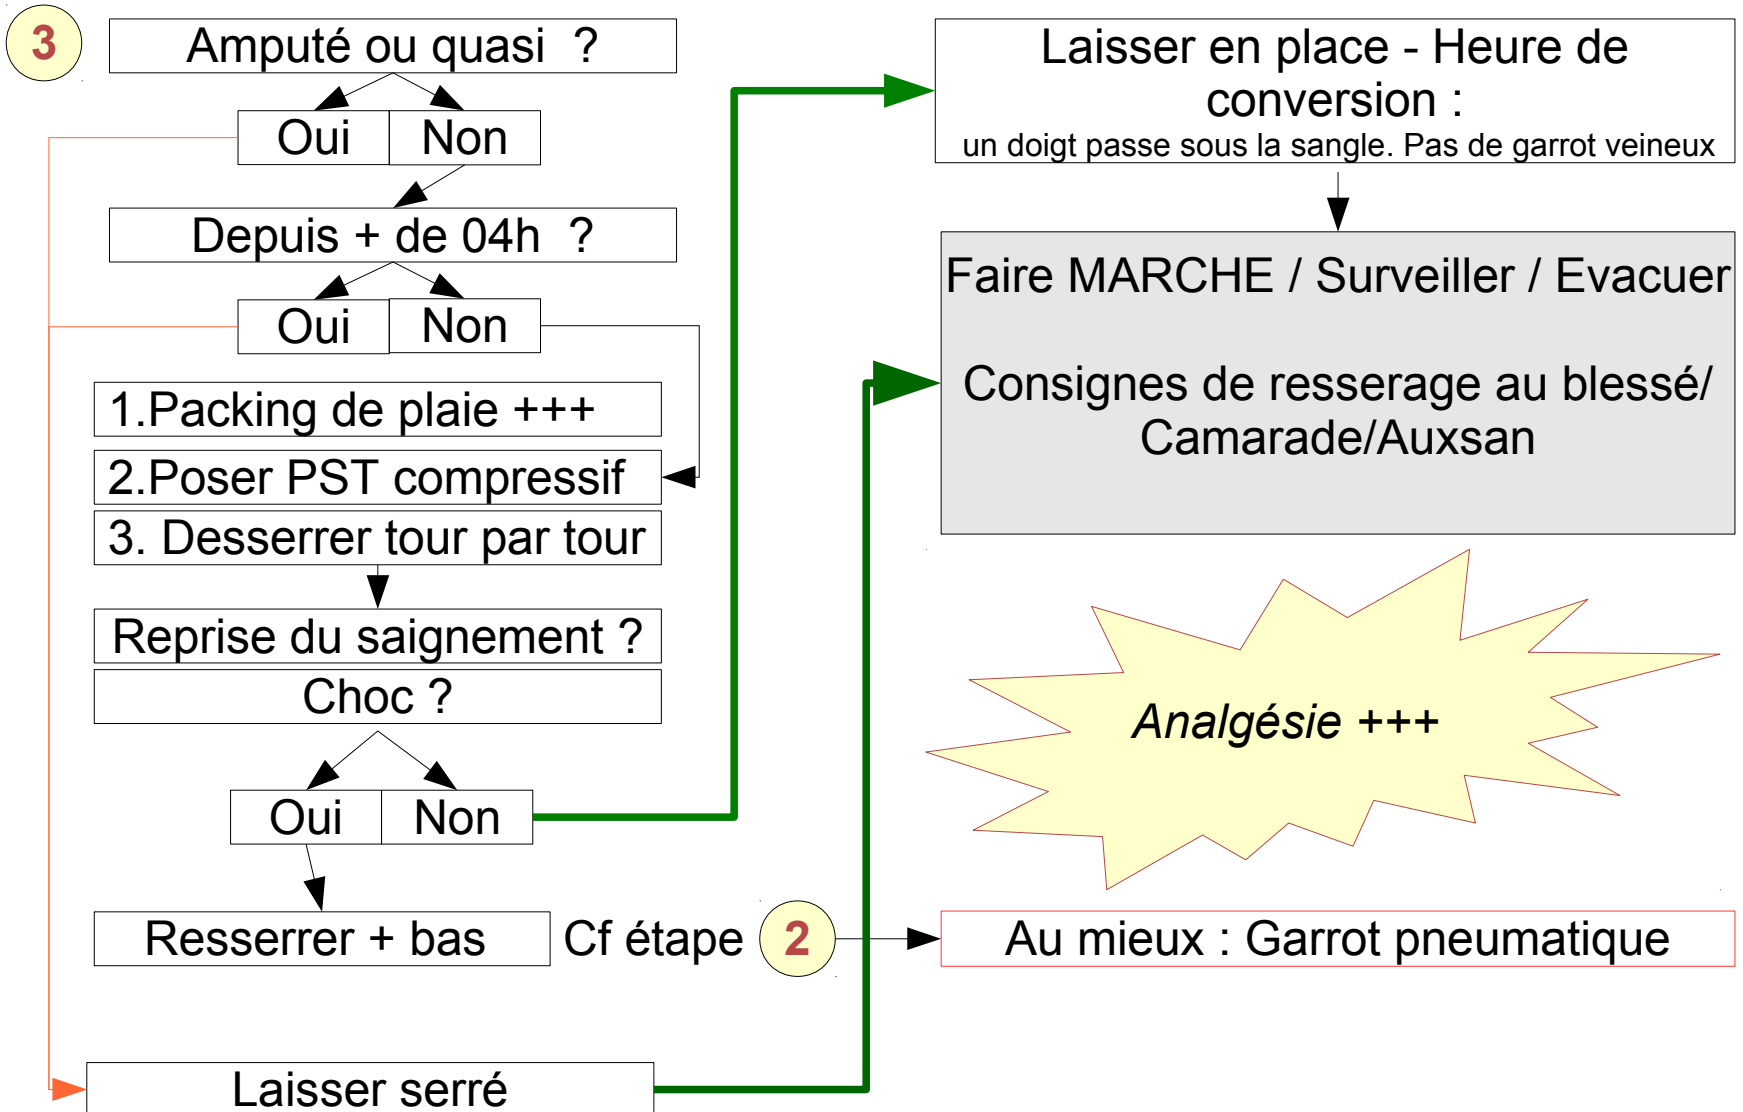 3
Amputé ou quasi ?
Oui
Non
Depuis + de 04h ?
Oui
Non
1.Packing de plaie +++
2.Poser PST compressif
3. Desserrer tour par tour
Reprise du saignement ?
Choc ?
Oui
Non
Resserrer + bas
Cf étape
2
Laisser serré
Laisser en place - Heure de
conversion :
un doigt passe sous la sangle. Pas de garrot veineux
Faire MARCHE / Surveiller / Evacuer
Consignes de resserage au blessé/
Camarade/Auxsan
Analgésie +++
Au mieux : Garrot pneumatique